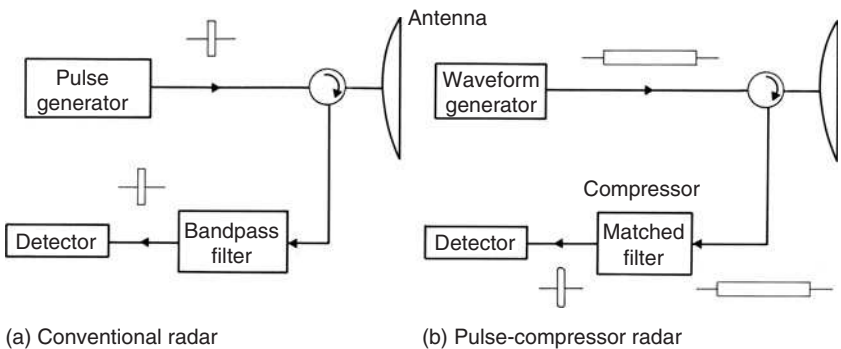 Antenna
Pulse
generator
Detector
Bandpass
filter
(a) Conventional radar
Waveform
generator
Compressor
Detector
Matched
filter
(b) Pulse-compressor radar